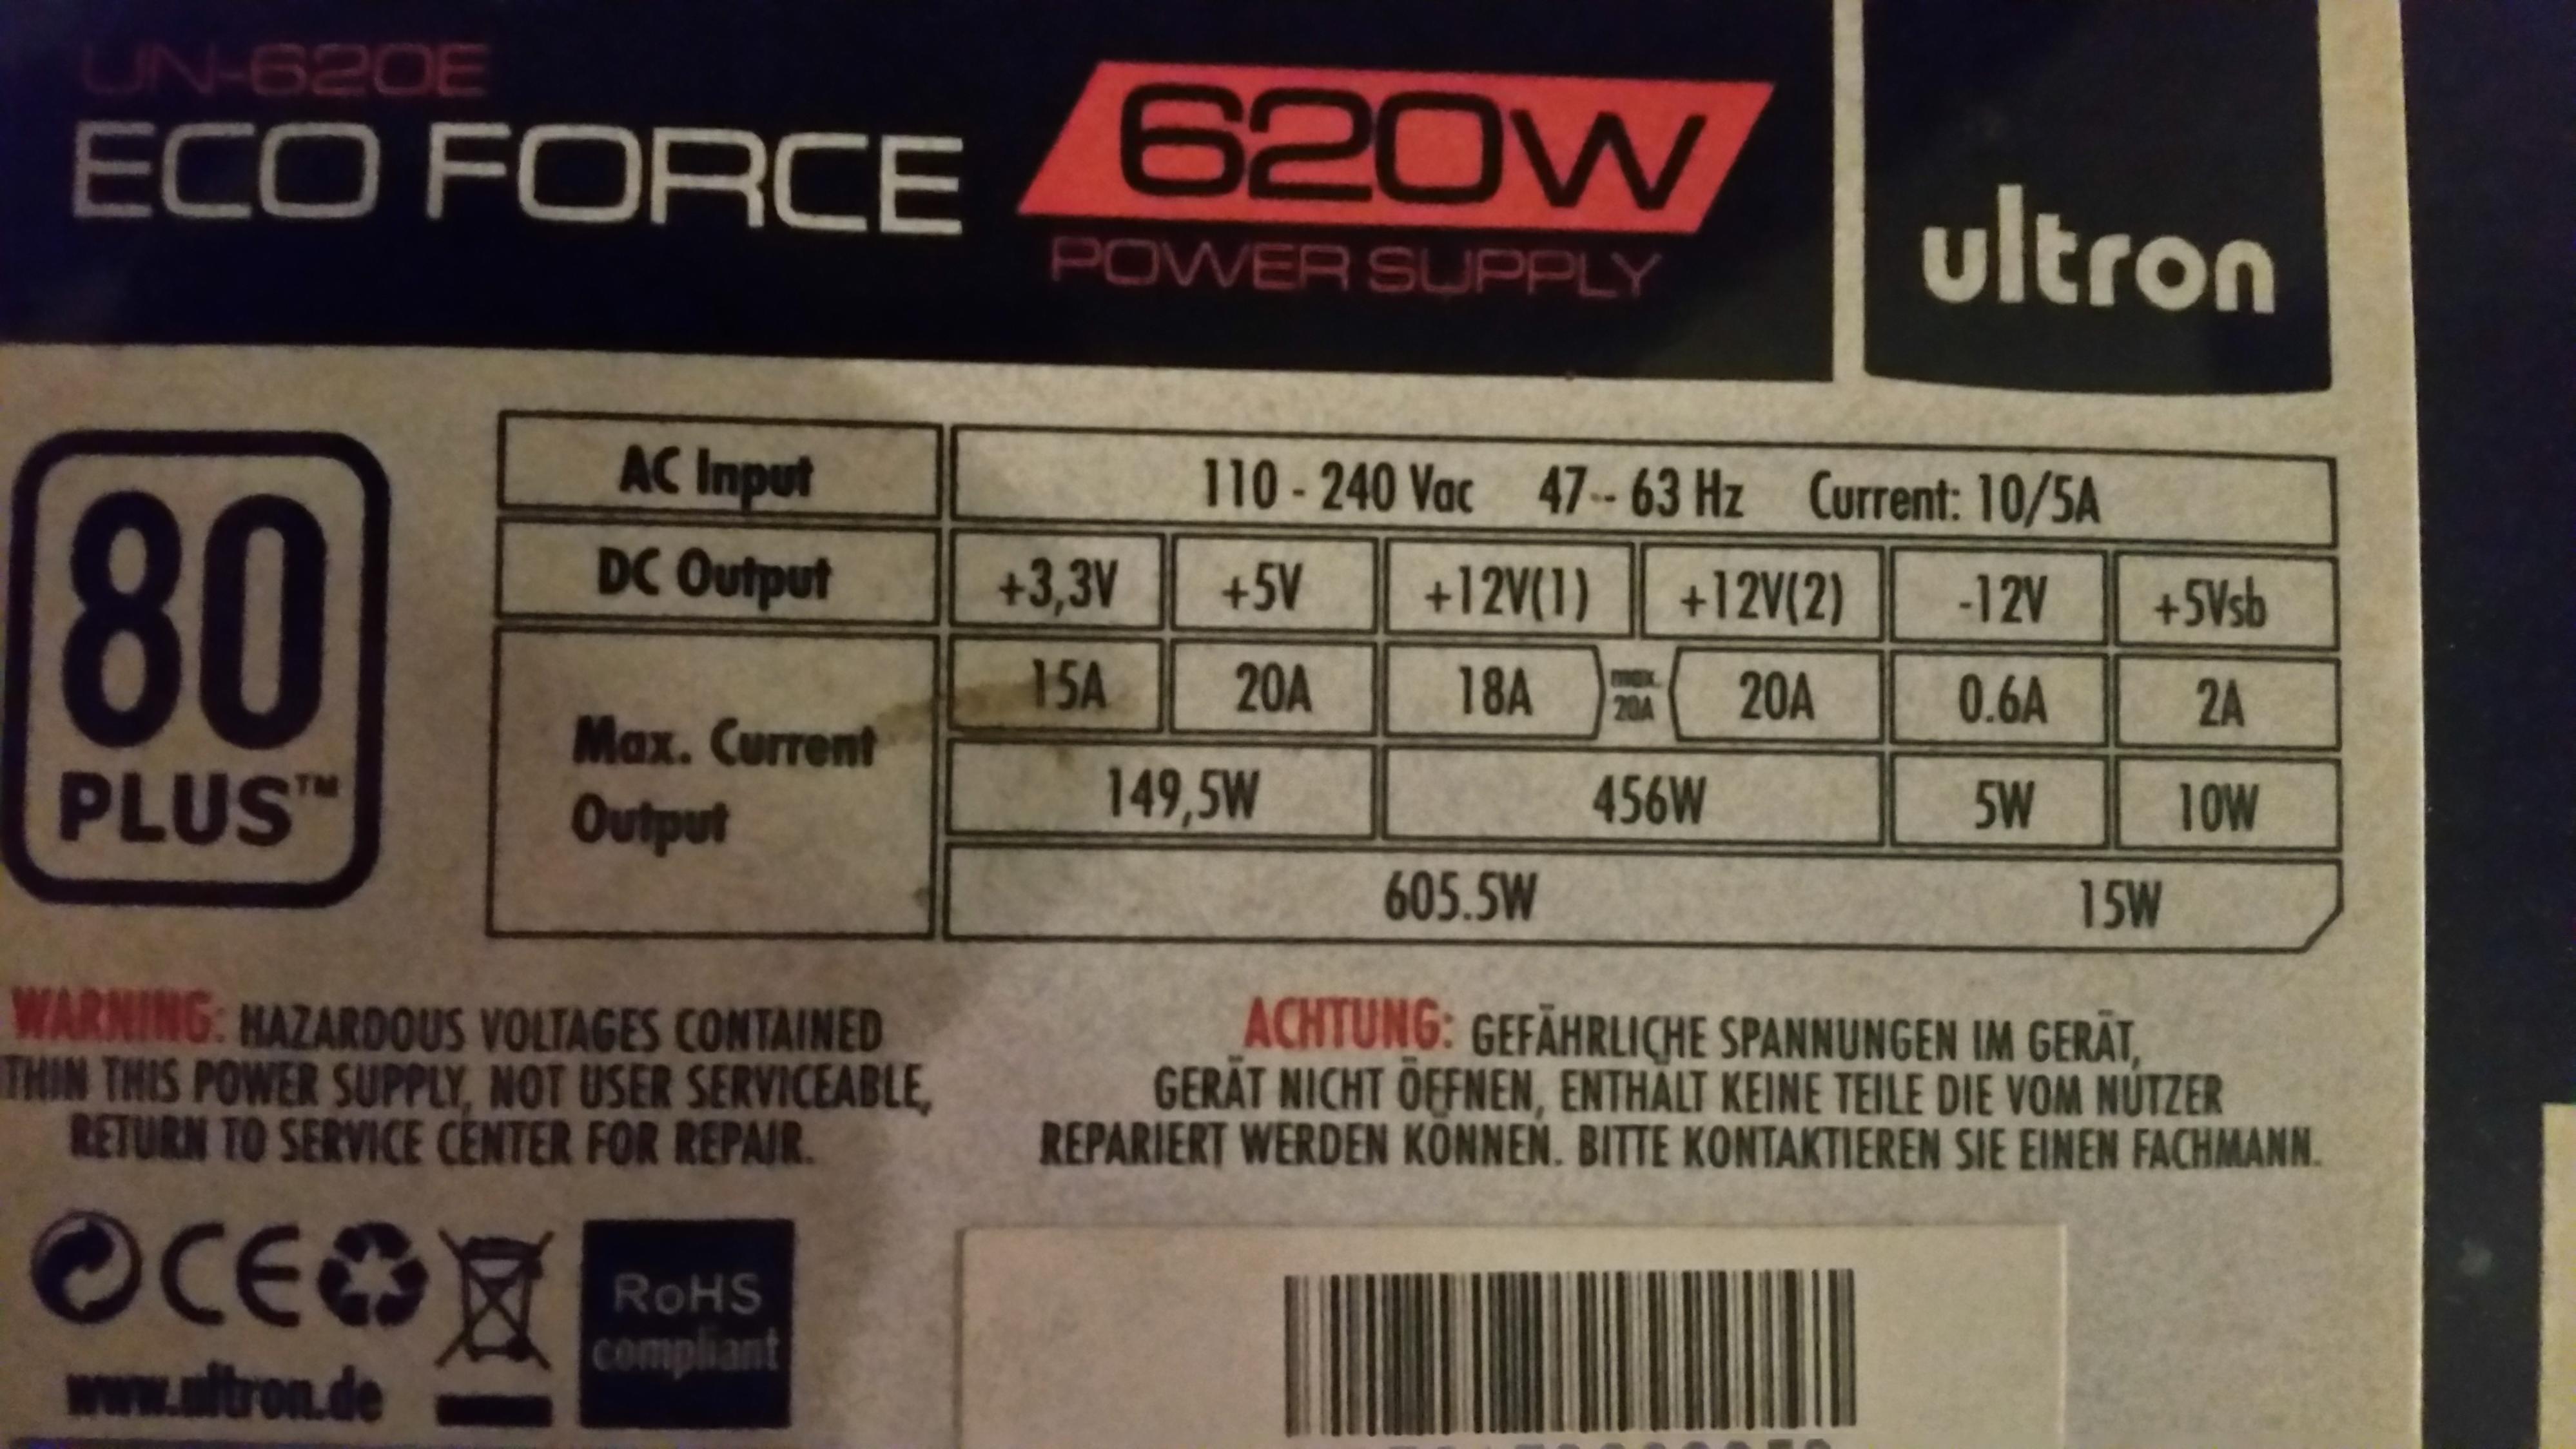 UN-620E
ECO FORCE
620W
POWER SUPPLY
ultron
80
PLUS™
AC Input 110 - 240 Vac 47 -- 63 Hz Current: 10/5A
DC Output +3,3V +5V +12V(1) +12V(2) -12V +5Vsb
Max. Current
Output
15A 20A 18A max. 20A 20A 0.6A 2A
149,5W 456W 5W 10W
605.5W 15W
WARNING: HAZARDOUS VOLTAGES CONTAINED
THIN THIS POWER SUPPLY, NOT USER SERVICEABLE,
RETURN TO SERVICE CENTER FOR REPAIR.
ACHTUNG: GEFÄHRLICHE SPANNUNGEN IM GERÄT,
GERÄT NICHT ÖFFNEN, ENTHÄLT KEINE TEILE DIE VOM NUTZER
REPARIERT WERDEN KÖNNEN. BITTE KONTAKTIEREN SIE EINEN FACHMANN.
CE
RoHS
compliant
www.ultron.de